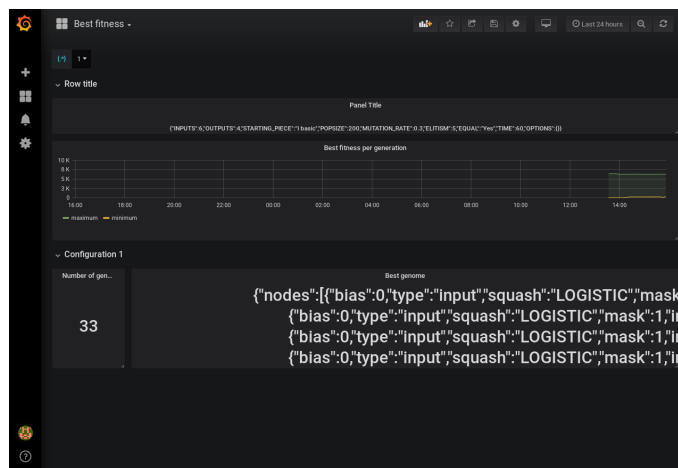 Best fitness
Last 24 hours
(.*) 1
Row title
Panel Title
{"INPUTS":6,"OUTPUTS":4,"STARTING_PIECE":"I basic","POPSIZE":200,"MUTATION_RATE":0.3,"ELITISM":5,"EQUAL":"Yes","TIME":60,"OPTIONS":{}}
Best fitness per generation
10 K
8 K
5 K
3 K
0
16:00 18:00 20:00 22:00 00:00 02:00 04:00 06:00 08:00 10:00 12:00 14:00
maximum minimum
Configuration 1
Number of gen...
33
Best genome
{"nodes":[{"bias":0,"type":"input","squash":"LOGISTIC","mask
{"bias":0,"type":"input","squash":"LOGISTIC","mask":1,"i
{"bias":0,"type":"input","squash":"LOGISTIC","mask":1,"i
{"bias":0,"type":"input","squash":"LOGISTIC","mask":1,"i